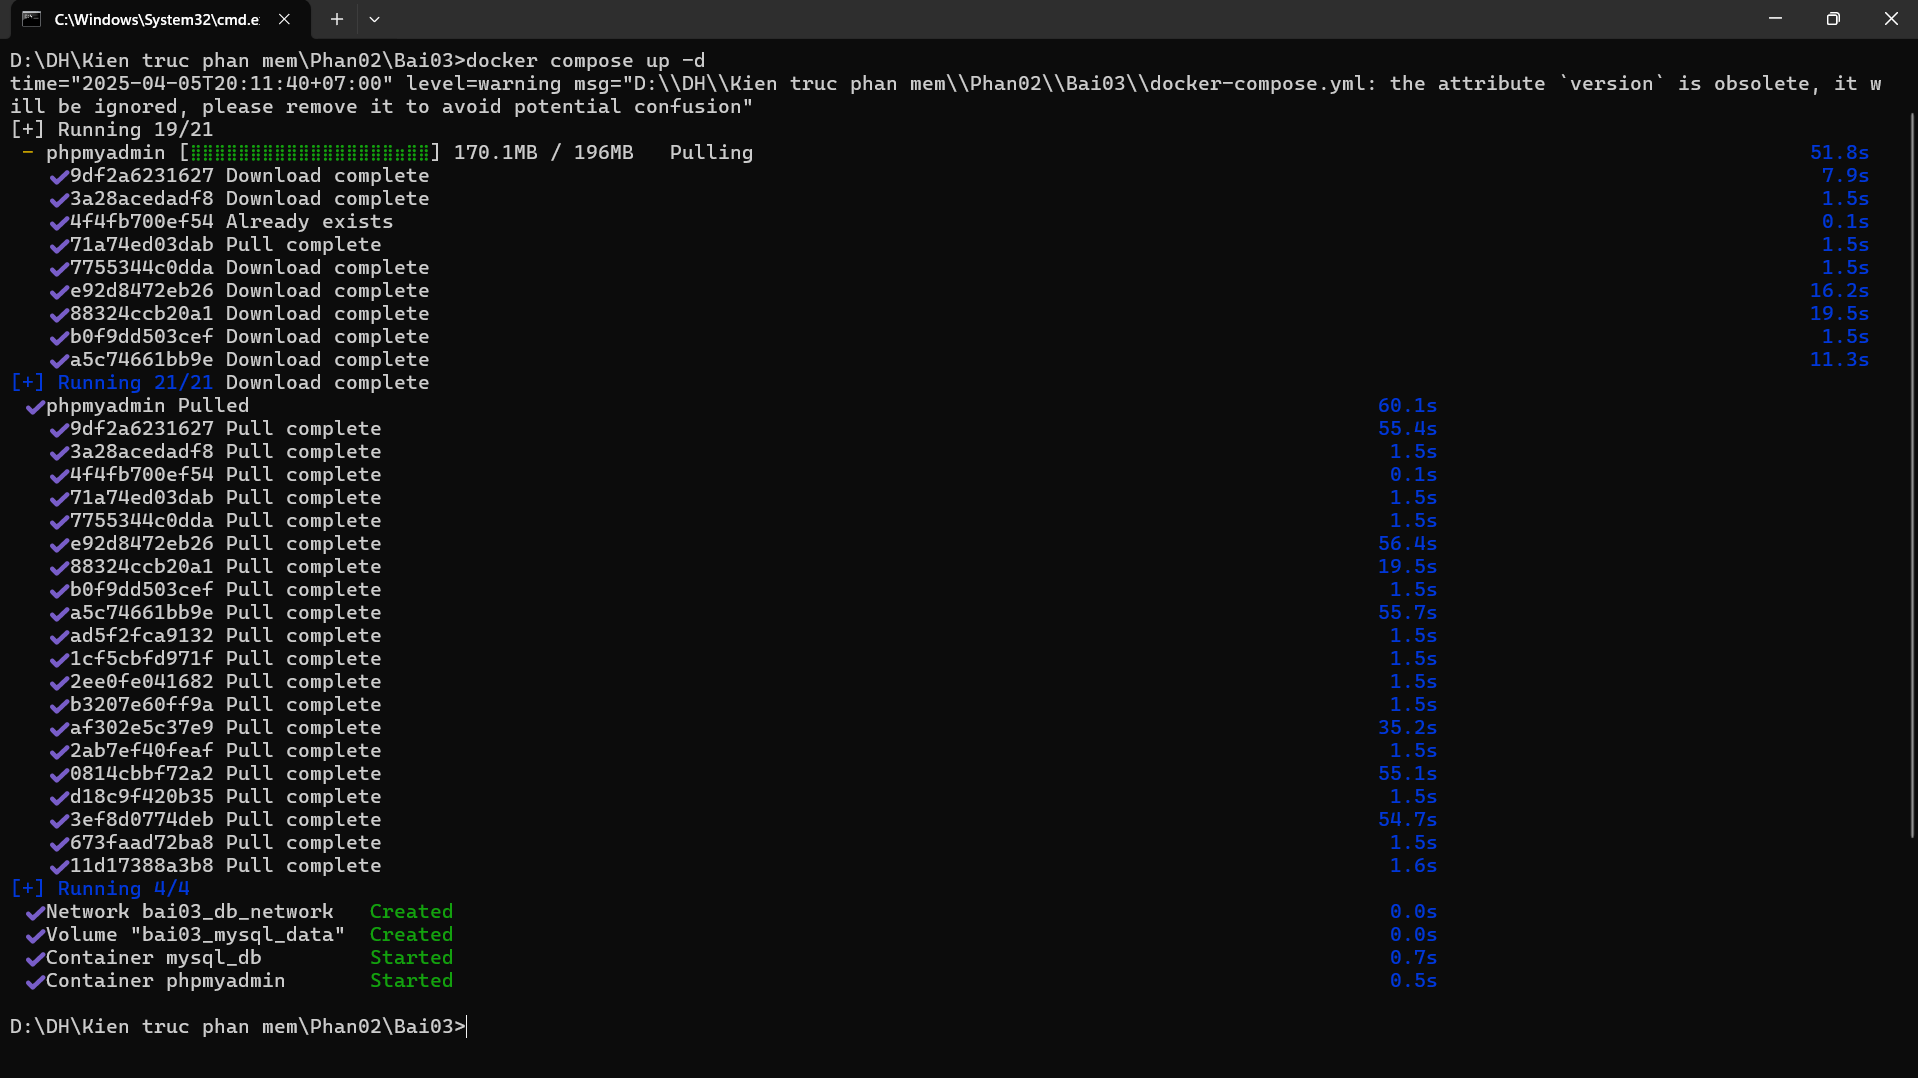 C:\Windows\System32\cmd.e
D:\DH\Kien truc phan mem\Phan02\Bai03>docker compose up -d
time="2025-04-05T20:11:40+07:00" level=warning msg="D:\\DH\\Kien truc phan mem\\Phan02\\Bai03\\docker-compose.yml: the attribute `version` is obsolete, it w
ill be ignored, please remove it to avoid potential confusion"
[+] Running 19/21
- phpmyadmin [⣿⣿⣿⣿⣿⣿⣿⣿⣿⣿⣿⣿⣿⣿⣿⣿⣿⣶⣿⣿] 170.1MB / 196MB Pulling 51.8s
✔9df2a6231627 Download complete 7.9s
✔3a28acedadf8 Download complete 1.5s
✔4f4fb700ef54 Already exists 0.1s
✔71a74ed03dab Pull complete 1.5s
✔7755344c0dda Download complete 1.5s
✔e92d8472eb26 Download complete 16.2s
✔88324ccb20a1 Download complete 19.5s
✔b0f9dd503cef Download complete 1.5s
✔a5c74661bb9e Download complete 11.3s
[+] Running 21/21 Download complete
✔phpmyadmin Pulled 60.1s
✔9df2a6231627 Pull complete 55.4s
✔3a28acedadf8 Pull complete 1.5s
✔4f4fb700ef54 Pull complete 0.1s
✔71a74ed03dab Pull complete 1.5s
✔7755344c0dda Pull complete 1.5s
✔e92d8472eb26 Pull complete 56.4s
✔88324ccb20a1 Pull complete 19.5s
✔b0f9dd503cef Pull complete 1.5s
✔a5c74661bb9e Pull complete 55.7s
✔ad5f2fca9132 Pull complete 1.5s
✔1cf5cbfd971f Pull complete 1.5s
✔2ee0fe041682 Pull complete 1.5s
✔b3207e60ff9a Pull complete 1.5s
✔af302e5c37e9 Pull complete 35.2s
✔2ab7ef40feaf Pull complete 1.5s
✔0814cbbf72a2 Pull complete 55.1s
✔d18c9f420b35 Pull complete 1.5s
✔3ef8d0774deb Pull complete 54.7s
✔673faad72ba8 Pull complete 1.5s
✔11d17388a3b8 Pull complete 1.6s
[+] Running 4/4
✔Network bai03_db_network Created 0.0s
✔Volume "bai03_mysql_data" Created 0.0s
✔Container mysql_db Started 0.7s
✔Container phpmyadmin Started 0.5s
D:\DH\Kien truc phan mem\Phan02\Bai03>